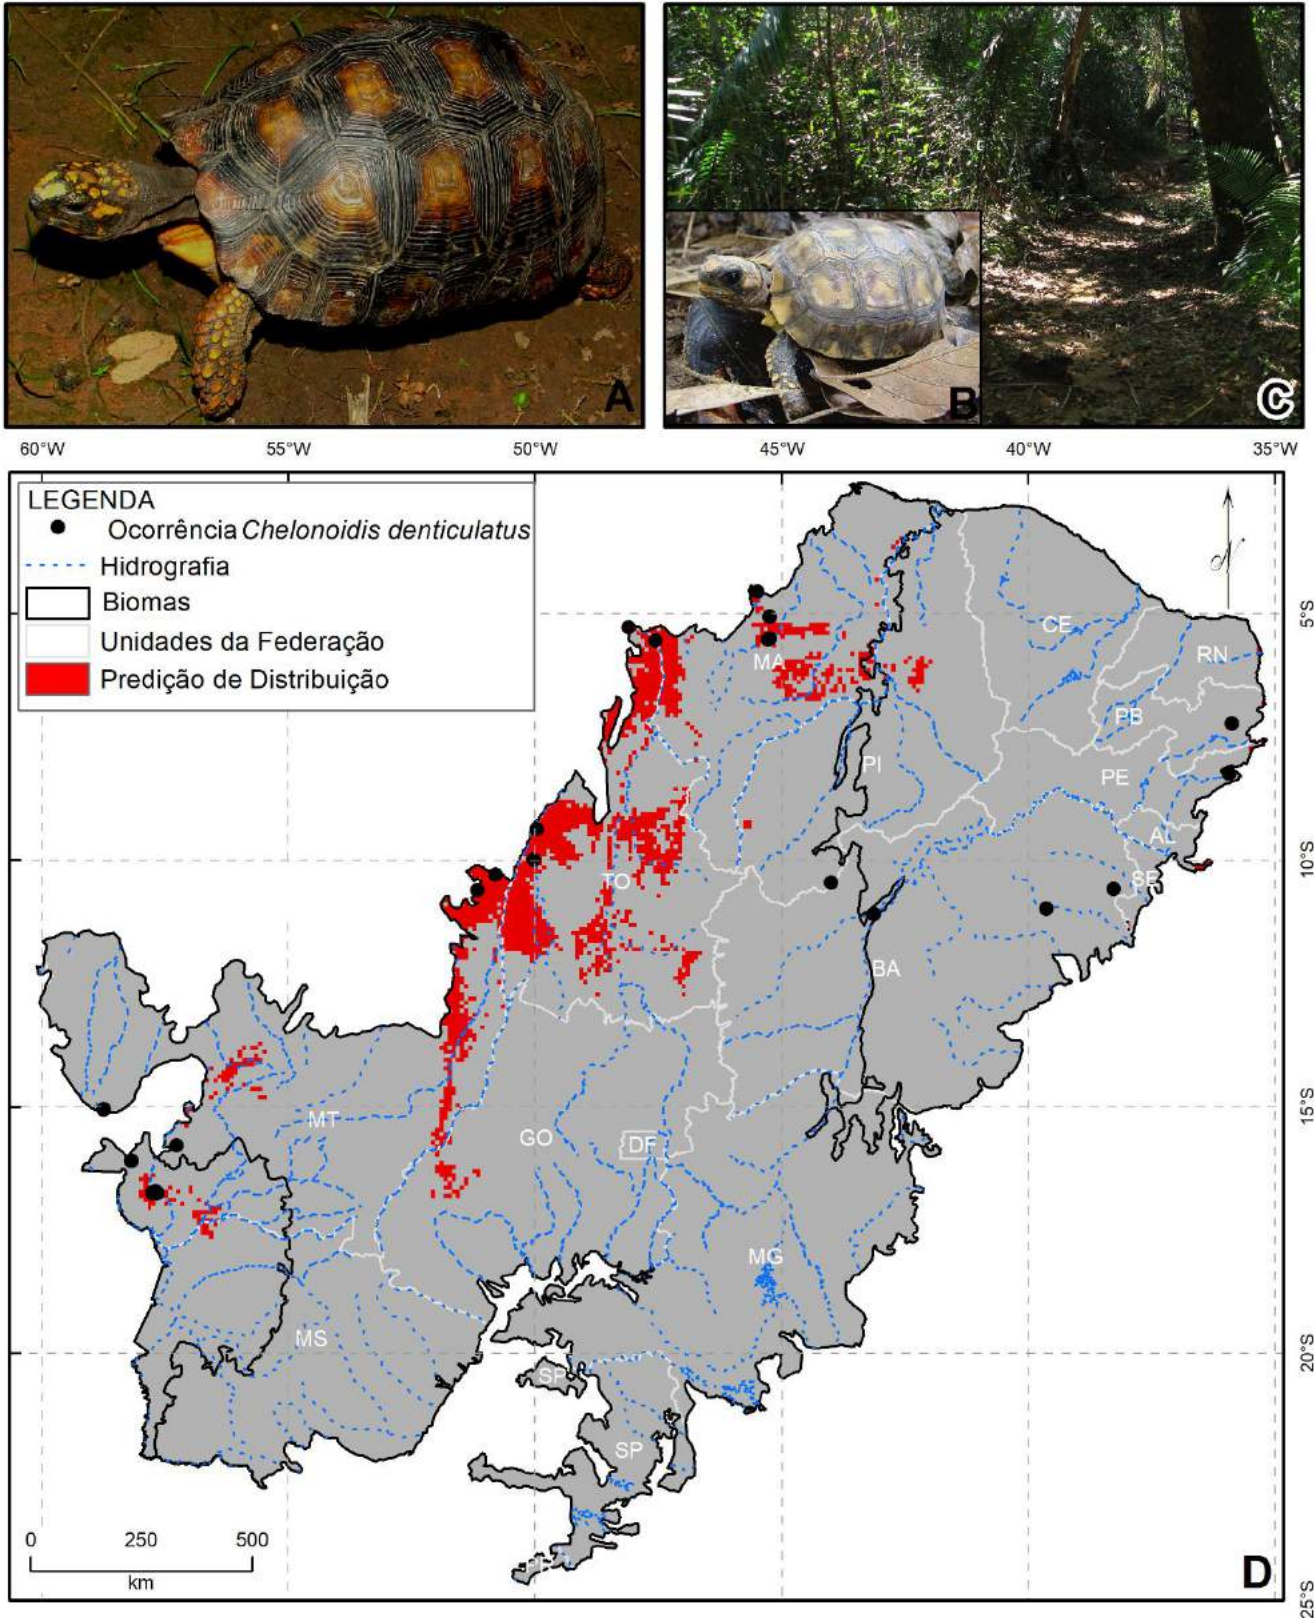 A
B
C
60°W 55°W 50°W 45°W 40°W 35°W
LEGENDA
Ocorrência Chelonoidis denticulatus
Hidrografia
Biomas
Unidades da Federação
Predição de Distribuição
N
5°S
CE
RN
MA
PB
PI
PE
AL
10°S
TO
SE
BA
15°S
MT
GO
DF
MG
MS
20°S
SP
SP
0 250 500
km
D
25°S